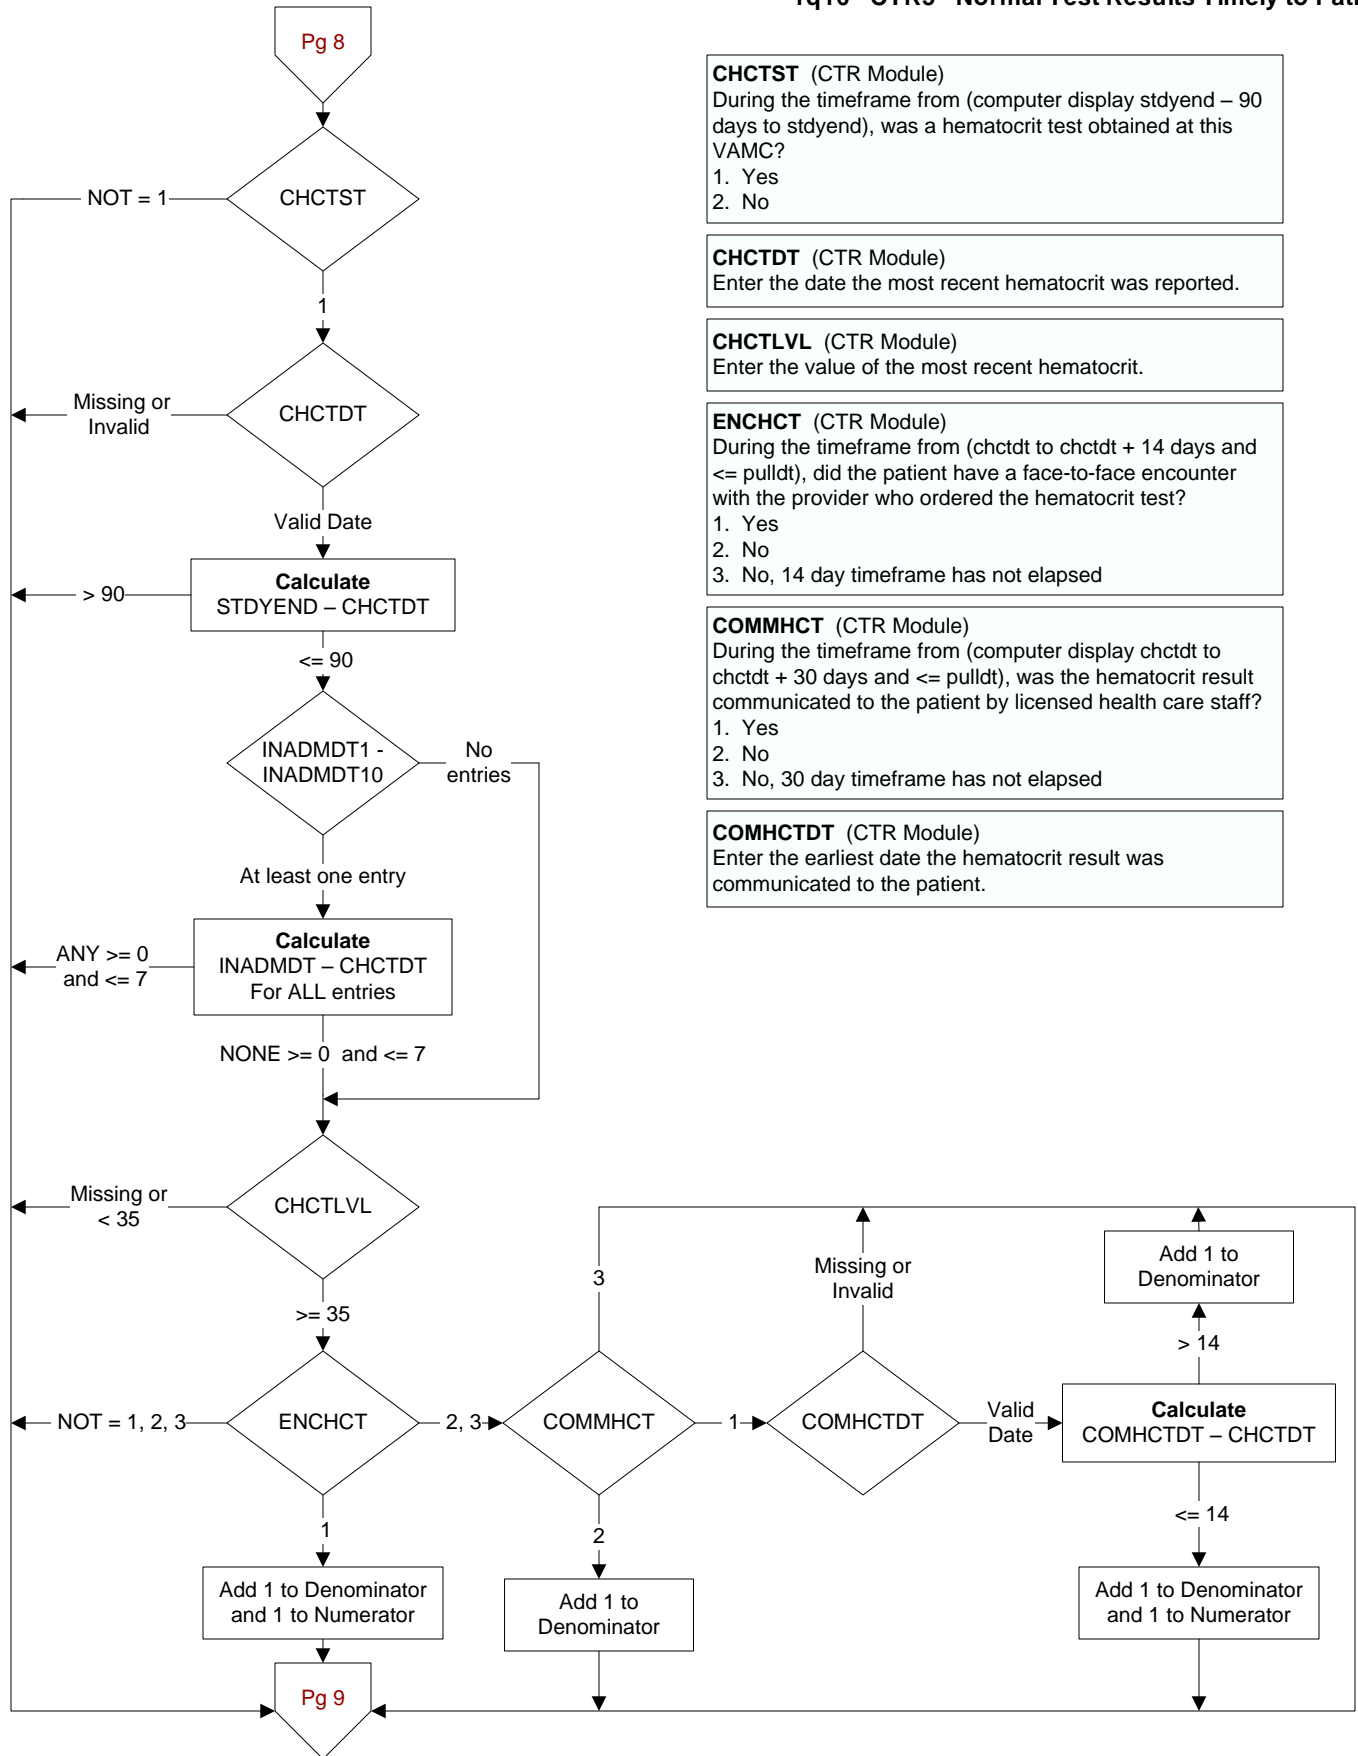 1q16 CTR5 Normal Test Results Timely to
Pg 8
CHCTST
NOT = 1
1
CHCTDT
Missing or
Invalid
Valid Date
Calculate
STDYEND – CHCTDT
> 90
<= 90
INADMDT1 -
INADMDT10
No
entries
At least one entry
Calculate
INADMDT – CHCTDT
For ALL entries
ANY >= 0
and <= 7
NONE >= 0 and <= 7
CHCTLVL
Missing or
< 35
>= 35
ENCHCT
NOT = 1, 2, 3
2, 3
1
Add 1 to Denominator
and 1 to Numerator
COMMHCT
3
1
2
Add 1 to
Denominator
COMHCTDT
Missing or
Invalid
Valid
Date
Calculate
COMHCTDT – CHCTDT
> 14
Add 1 to
Denominator
<= 14
Add 1 to Denominator
and 1 to Numerator
Pg 9
CHCTST (CTR Module)
During the timeframe from (computer display stdyend – 90
days to stdyend), was a hematocrit test obtained at this
VAMC?
1. Yes
2. No
CHCTDT (CTR Module)
Enter the date the most recent hematocrit was reported.
CHCTLVL (CTR Module)
Enter the value of the most recent hematocrit.
ENCHCT (CTR Module)
During the timeframe from (chctdt to chctdt + 14 days and
<= pulldt), did the patient have a face-to-face encounter
with the provider who ordered the hematocrit test?
1. Yes
2. No
3. No, 14 day timeframe has not elapsed
COMMHCT (CTR Module)
During the timeframe from (computer display chctdt to
chctdt + 30 days and <= pulldt), was the hematocrit result
communicated to the patient by licensed health care staff?
1. Yes
2. No
3. No, 30 day timeframe has not elapsed
COMHCTDT (CTR Module)
Enter the earliest date the hematocrit result was
communicated to the patient.